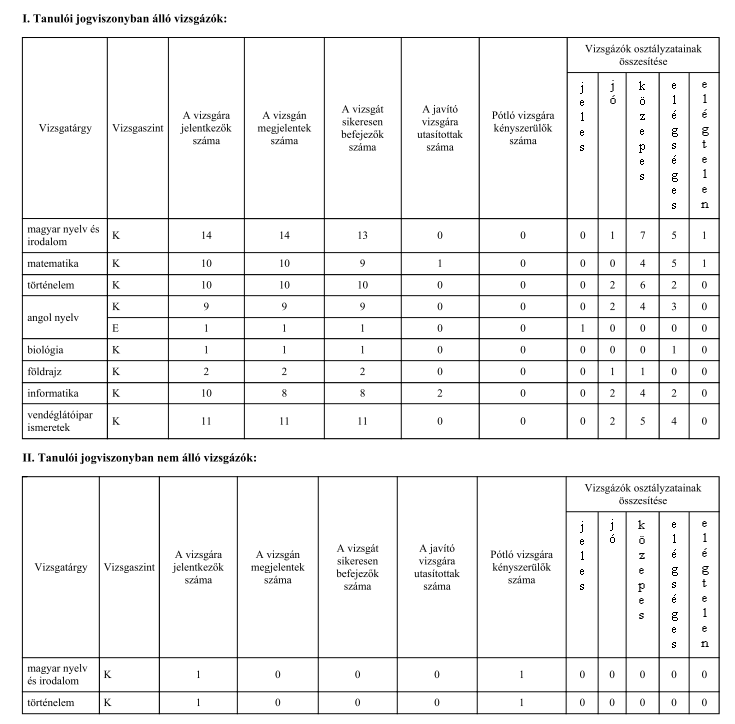 I. Tanulói jogviszonyban álló vizsgázók:
Vizsgatárgy Vizsgaszint A vizsgára jelentkezők száma A vizsgán megjelentek száma A vizsgát sikeresen befejezők száma A javító vizsgára utasítottak száma Pótló vizsgára kényszerülők száma Vizsgázók osztályzatainak összesítése
jeles jó közepes elégséges elégtelen
magyar nyelv és irodalom K 14 14 13 0 0 0 1 7 5 1
matematika K 10 10 9 1 0 0 0 4 5 1
történelem K 10 10 10 0 0 0 2 6 2 0
angol nyelv K 9 9 9 0 0 0 2 4 3 0
E 1 1 1 0 0 1 0 0 0 0
biológia K 1 1 1 0 0 0 0 0 1 0
földrajz K 2 2 2 0 0 0 1 1 0 0
informatika K 10 8 8 2 0 0 2 4 2 0
vendéglátóipar ismeretek K 11 11 11 0 0 0 2 5 4 0
II. Tanulói jogviszonyban nem álló vizsgázók:
Vizsgatárgy Vizsgaszint A vizsgára jelentkezők száma A vizsgán megjelentek száma A vizsgát sikeresen befejezők száma A javító vizsgára utasítottak száma Pótló vizsgára kényszerülők száma Vizsgázók osztályzatainak összesítése
jeles jó közepes elégséges elégtelen
magyar nyelv és irodalom K 1 0 0 0 1 0 0 0 0 0
történelem K 1 0 0 0 1 0 0 0 0 0